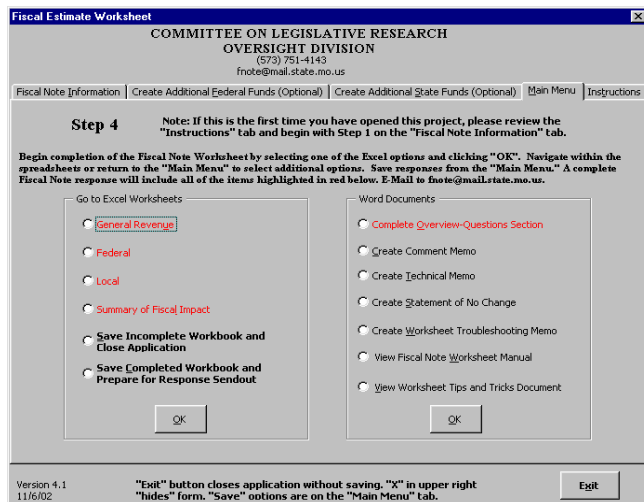 Fiscal Estimate Worksheet
COMMITTEE ON LEGISLATIVE RESEARCH
OVERSIGHT DIVISION
(573) 751-4143
fnote@mail.state.mo.us
Fiscal Note Information
Create Additional Federal Funds (Optional)
Create Additional State Funds (Optional)
Main Menu
Instructions
Step 4
Note: If this is the first time you have opened this project, please review the
"Instructions" tab and begin with Step 1 on the "Fiscal Note Information" tab.
Begin completion of the Fiscal Note Worksheet by selecting one of the Excel options and clicking "OK". Navigate within the
spreadsheets or return to the "Main Menu" to select additional options. Save responses from the "Main Menu." A complete
Fiscal Note response will include all of the items highlighted in red below. E-Mail to fnote@mail.state.mo.us.
Go to Excel Worksheets
General Revenue
Federal
Local
Summary of Fiscal Impact
Save Incomplete Workbook and
Close Application
Save Completed Workbook and
Prepare for Response Sendout
OK
Word Documents
Complete Overview-Questions Section
Create Comment Memo
Create Technical Memo
Create Statement of No Change
Create Worksheet Troubleshooting Memo
View Fiscal Note Worksheet Manual
View Worksheet Tips and Tricks Document
OK
Version 4.1
11/6/02
"Exit" button closes application without saving. "X" in upper right
"hides" form. "Save" options are on the "Main Menu" tab.
Exit